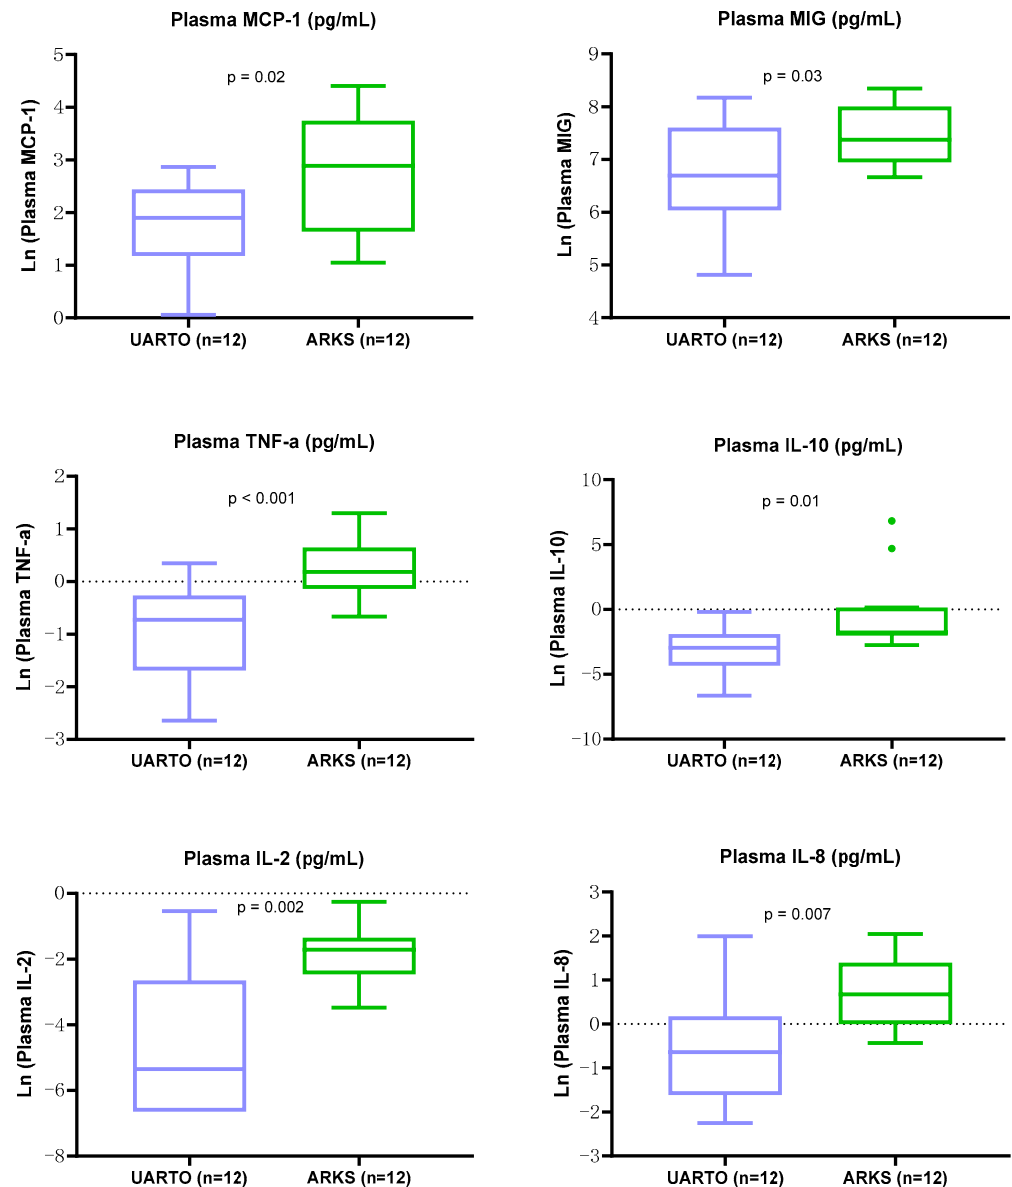 Plasma MCP-1 (pg/mL)
p = 0.02
Ln (Plasma MCP-1)
5
4
3
2
1
0
UARTO (n=12)
ARKS (n=12)
Plasma MIG (pg/mL)
p = 0.03
Ln (Plasma MIG)
9
8
7
6
5
4
UARTO (n=12)
ARKS (n=12)
Plasma TNF-a (pg/mL)
p < 0.001
Ln (Plasma TNF-a)
2
1
0
−1
−2
−3
UARTO (n=12)
ARKS (n=12)
Plasma IL-10 (pg/mL)
p = 0.01
Ln (Plasma IL-10)
10
5
0
−5
−10
UARTO (n=12)
ARKS (n=12)
Plasma IL-2 (pg/mL)
p = 0.002
Ln (Plasma IL-2)
0
−2
−4
−6
−8
UARTO (n=12)
ARKS (n=12)
Plasma IL-8 (pg/mL)
p = 0.007
Ln (Plasma IL-8)
3
2
1
0
−1
−2
−3
UARTO (n=12)
ARKS (n=12)